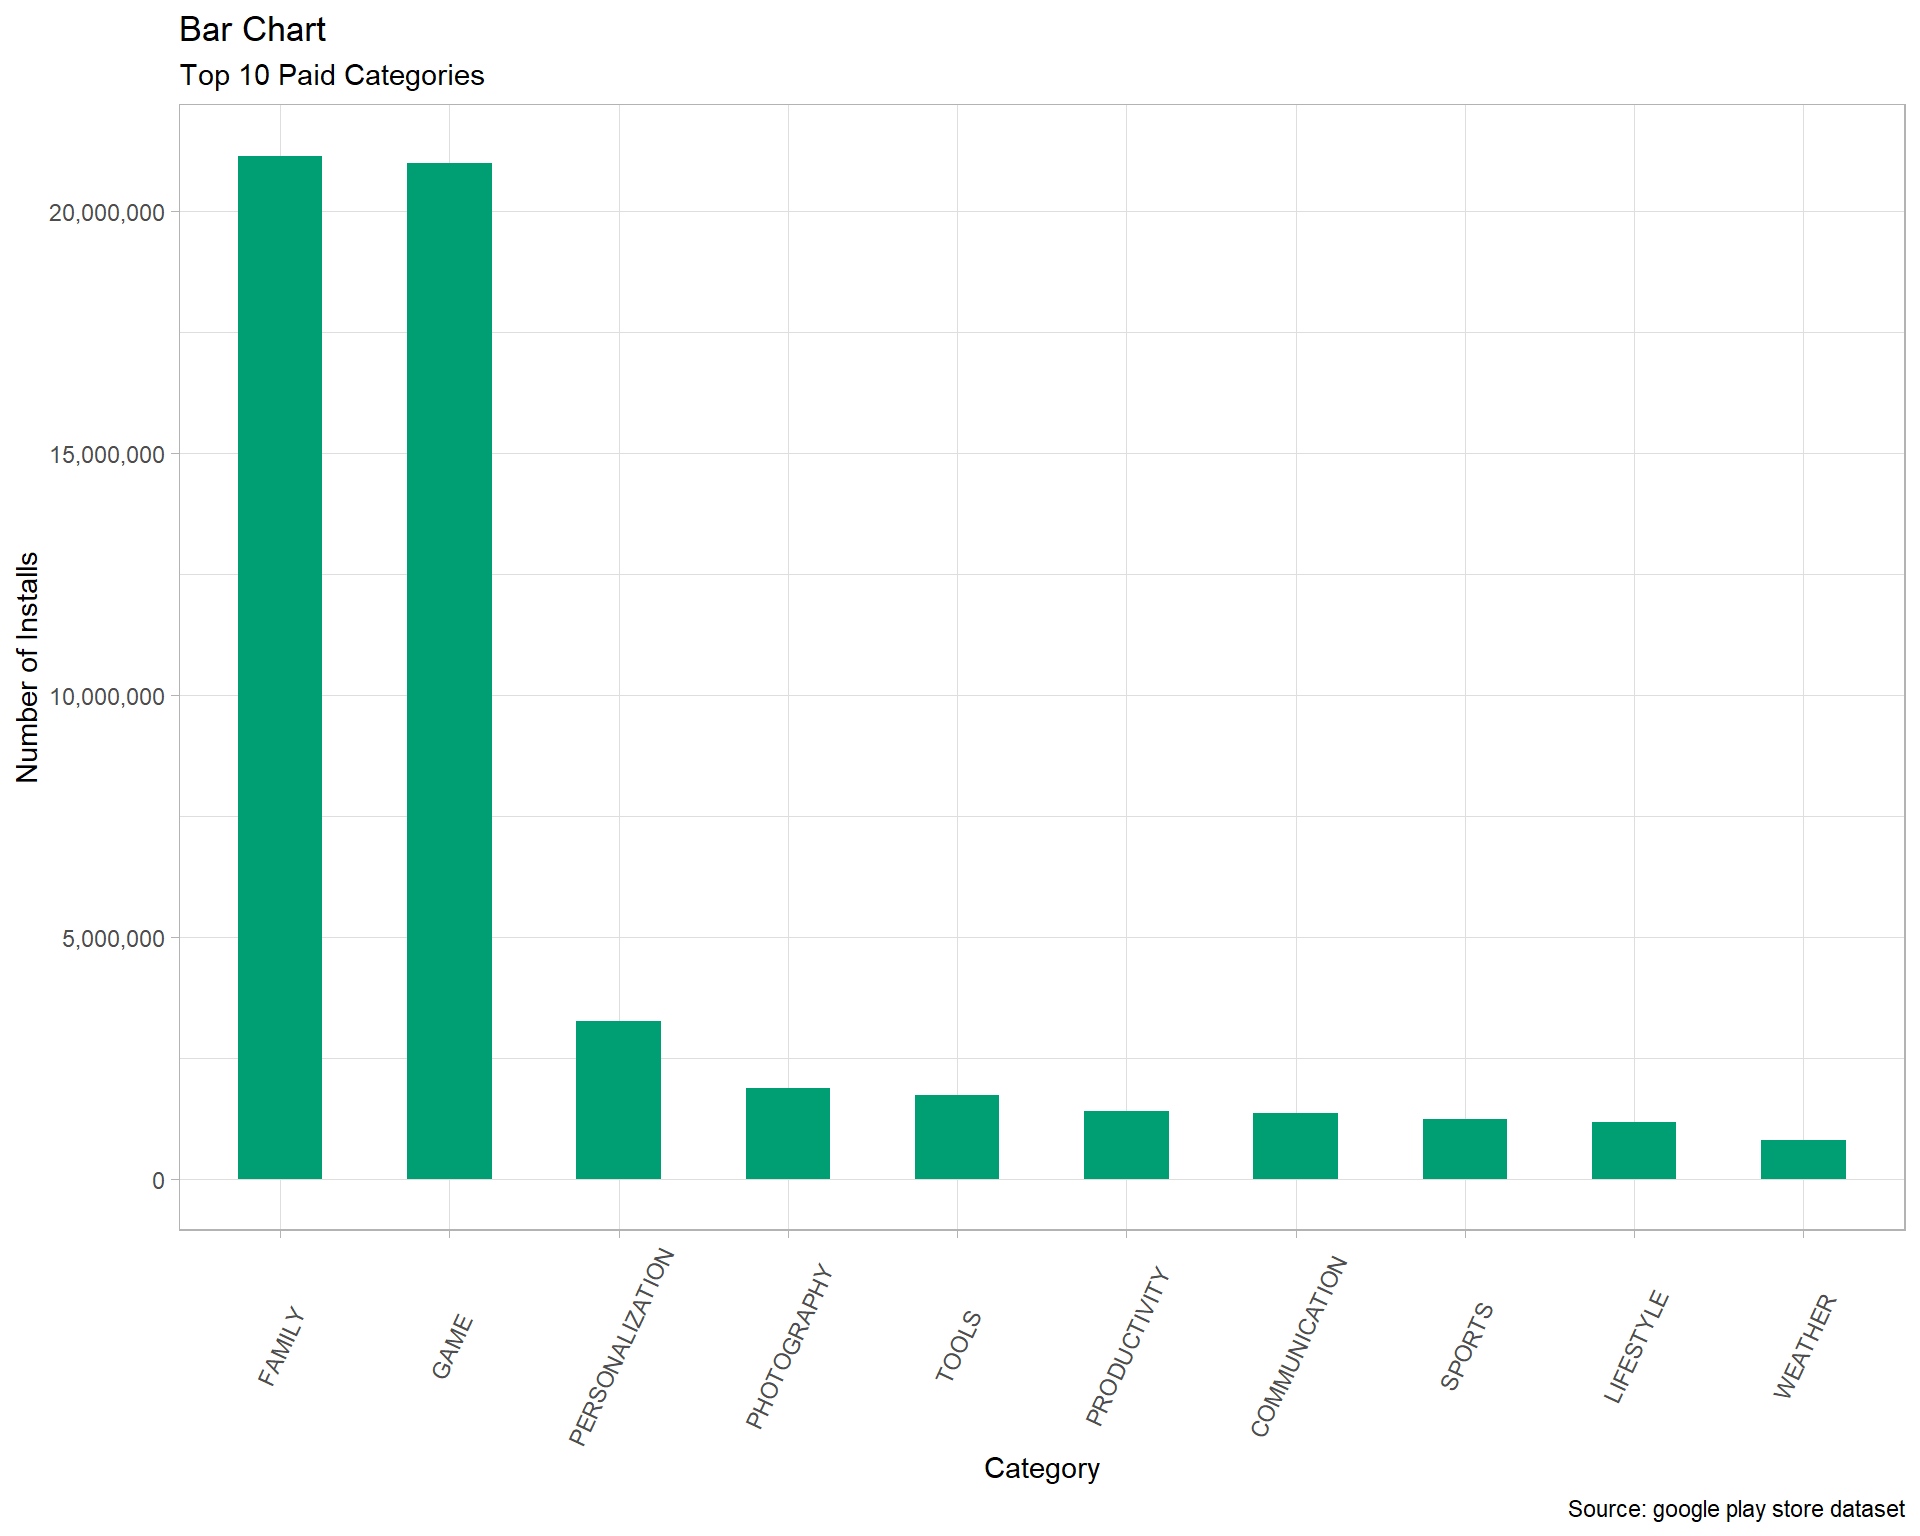 Bar Chart
Top 10 Paid Categories
Number of Installs
20,000,000
15,000,000
10,000,000
5,000,000
0
FAMILY
GAME
PERSONALIZATION
PHOTOGRAPHY
TOOLS
PRODUCTIVITY
COMMUNICATION
SPORTS
LIFESTYLE
WEATHER
Category
Source: google play store dataset